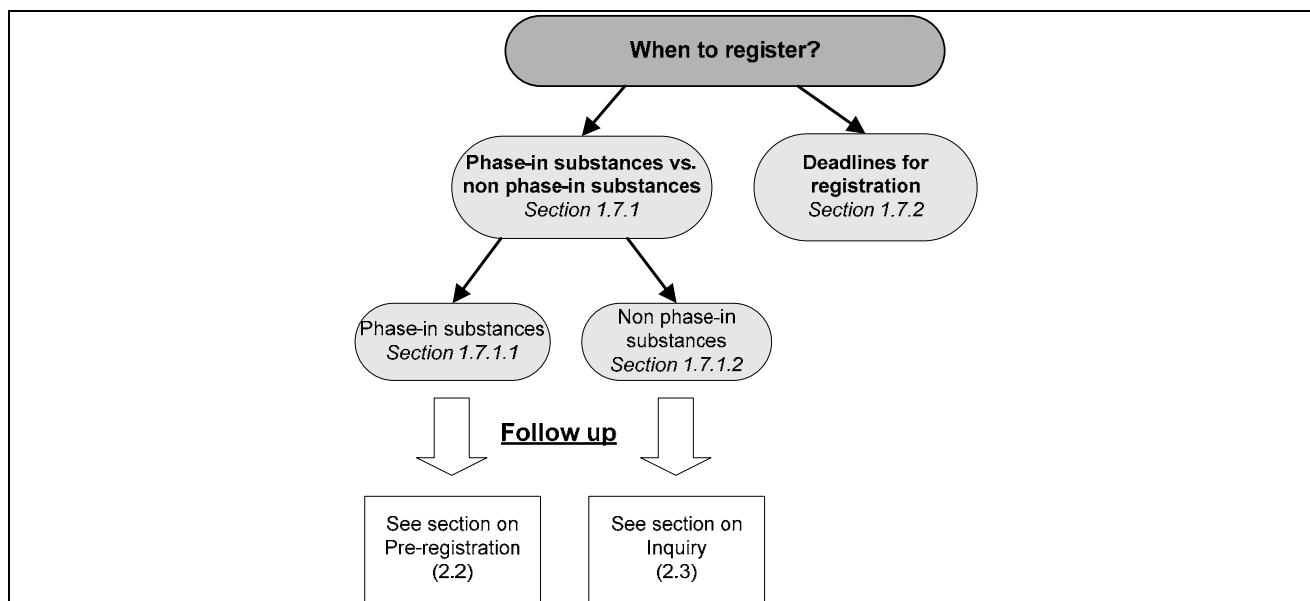 When to register?
Phase-in substances vs.
non phase-in substances
Section 1.7.1
Deadlines for
registration
Section 1.7.2
Phase-in substances
Section 1.7.1.1
Non phase-in
substances
Section 1.7.1.2
Follow up
See section on
Pre-registration
(2.2)
See section on
Inquiry
(2.3)